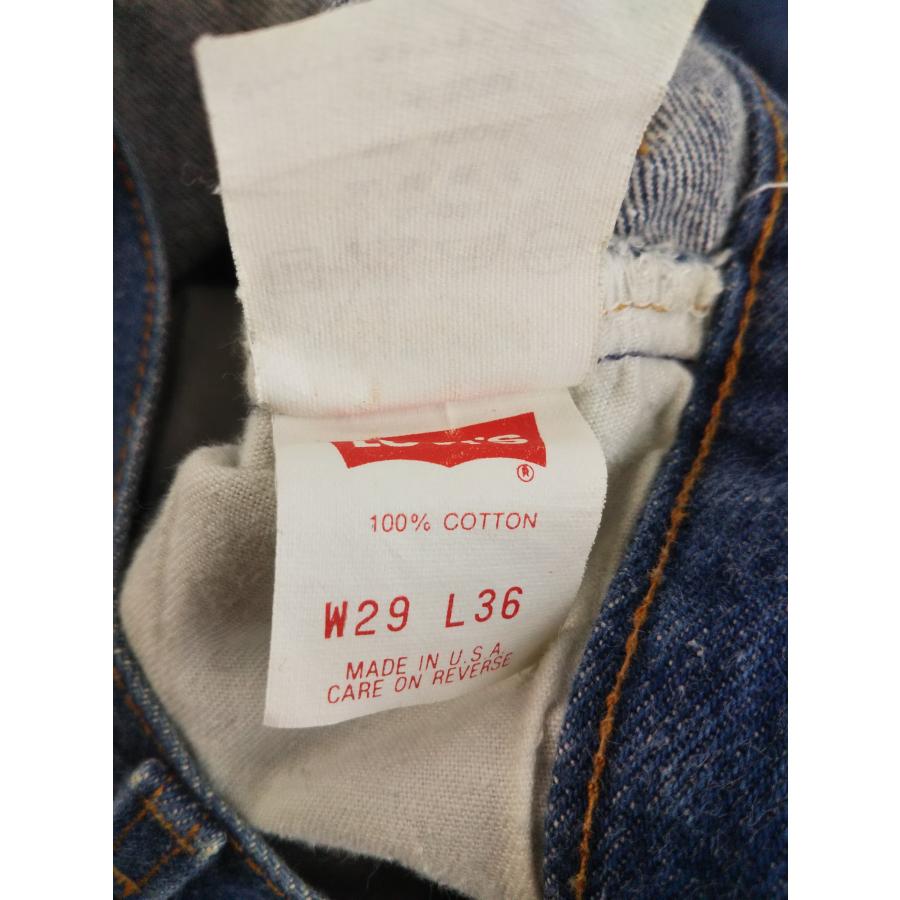 Levi's
®
100% COTTON
W29 L36
MADE IN U.S.A.
CARE ON REVERSE